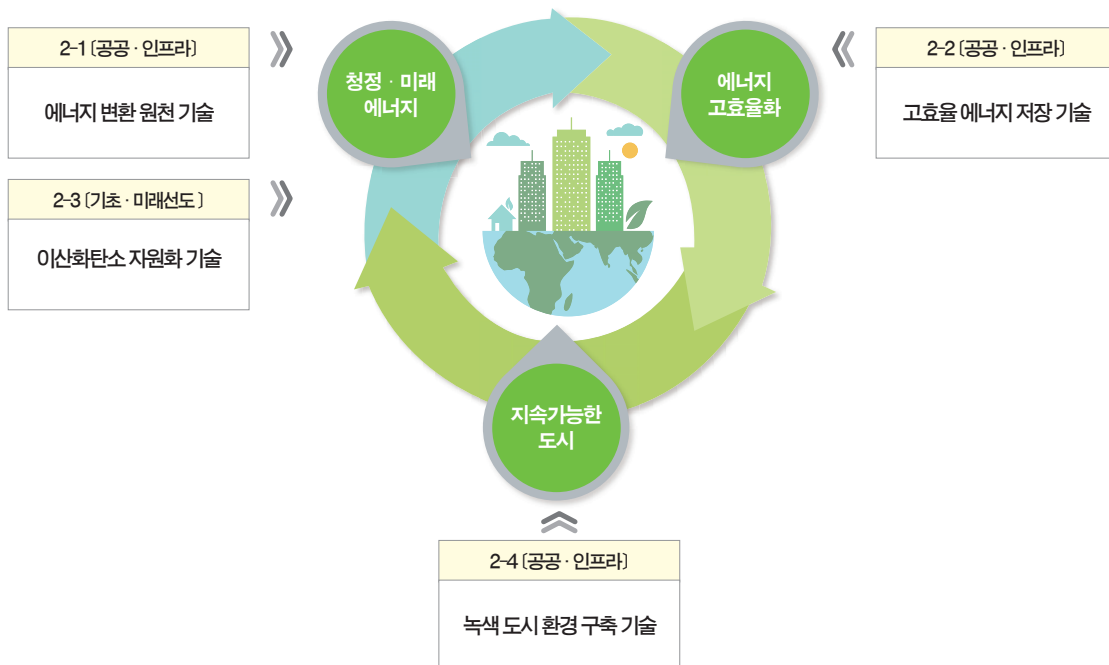 2-1 [공공 · 인프라]
에너지 변환 원천 기술
2-3 [기초 · 미래선도]
이산화탄소 자원화 기술
청정 · 미래
에너지
에너지
고효율화
2-2 [공공 · 인프라]
고효율 에너지 저장 기술
지속가능한
도시
2-4 [공공 · 인프라]
녹색 도시 환경 구축 기술